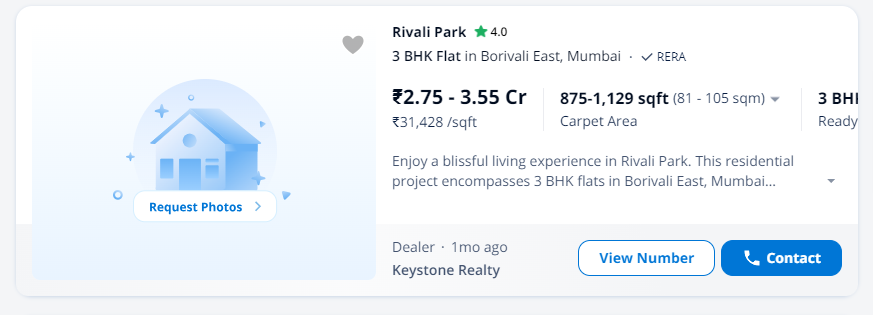 Rivali Park ★ 4.0
3 BHK Flat in Borivali East, Mumbai · ✓ RERA
₹2.75 - 3.55 Cr
₹31,428 /sqft
875-1,129 sqft (81 - 105 sqm)
Carpet Area
3 BH
Ready
Enjoy a blissful living experience in Rivali Park. This residential
project encompasses 3 BHK flats in Borivali East, Mumbai...
Request Photos
Dealer · 1mo ago
Keystone Realty
View Number
Contact